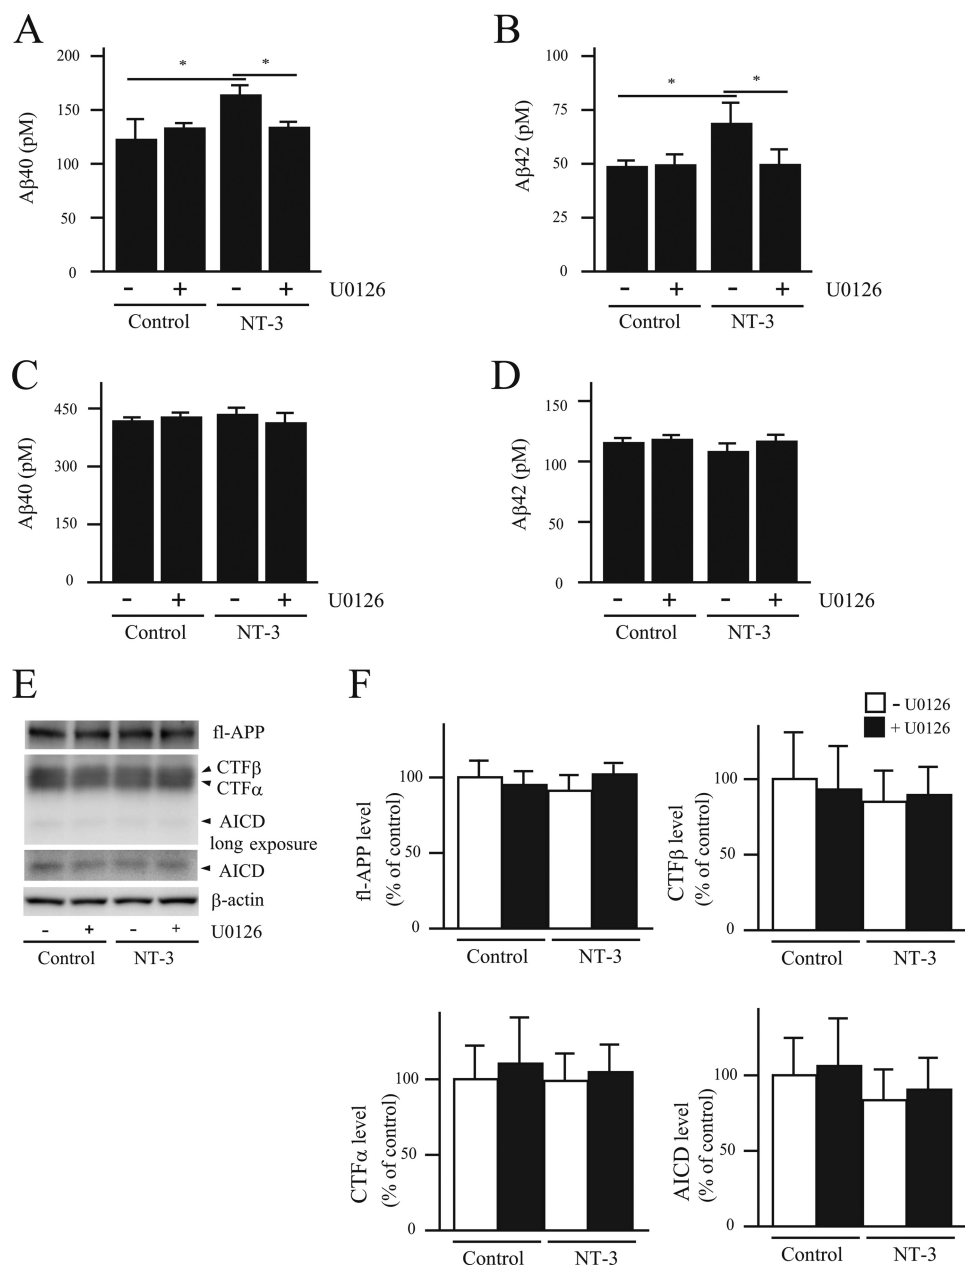 A
Aβ40 (pM)
200
150
100
50
0
*
*
- + - + U0126
Control NT-3
B
Aβ42 (pM)
100
75
50
25
0
*
*
- + - + U0126
Control NT-3
C
Aβ40 (pM)
450
300
150
0
- + - + U0126
Control NT-3
D
Aβ42 (pM)
150
100
50
0
- + - + U0126
Control NT-3
E
fl-APP
CTFβ
CTFα
AICD
long exposure
AICD
β-actin
- + - + U0126
Control NT-3
F
- U0126
+ U0126
fl-APP level
(% of control)
100
50
0
Control NT-3
CTFβ level
(% of control)
100
50
0
Control NT-3
CTFα level
(% of control)
100
50
0
Control NT-3
AICD level
(% of control)
100
50
0
Control NT-3